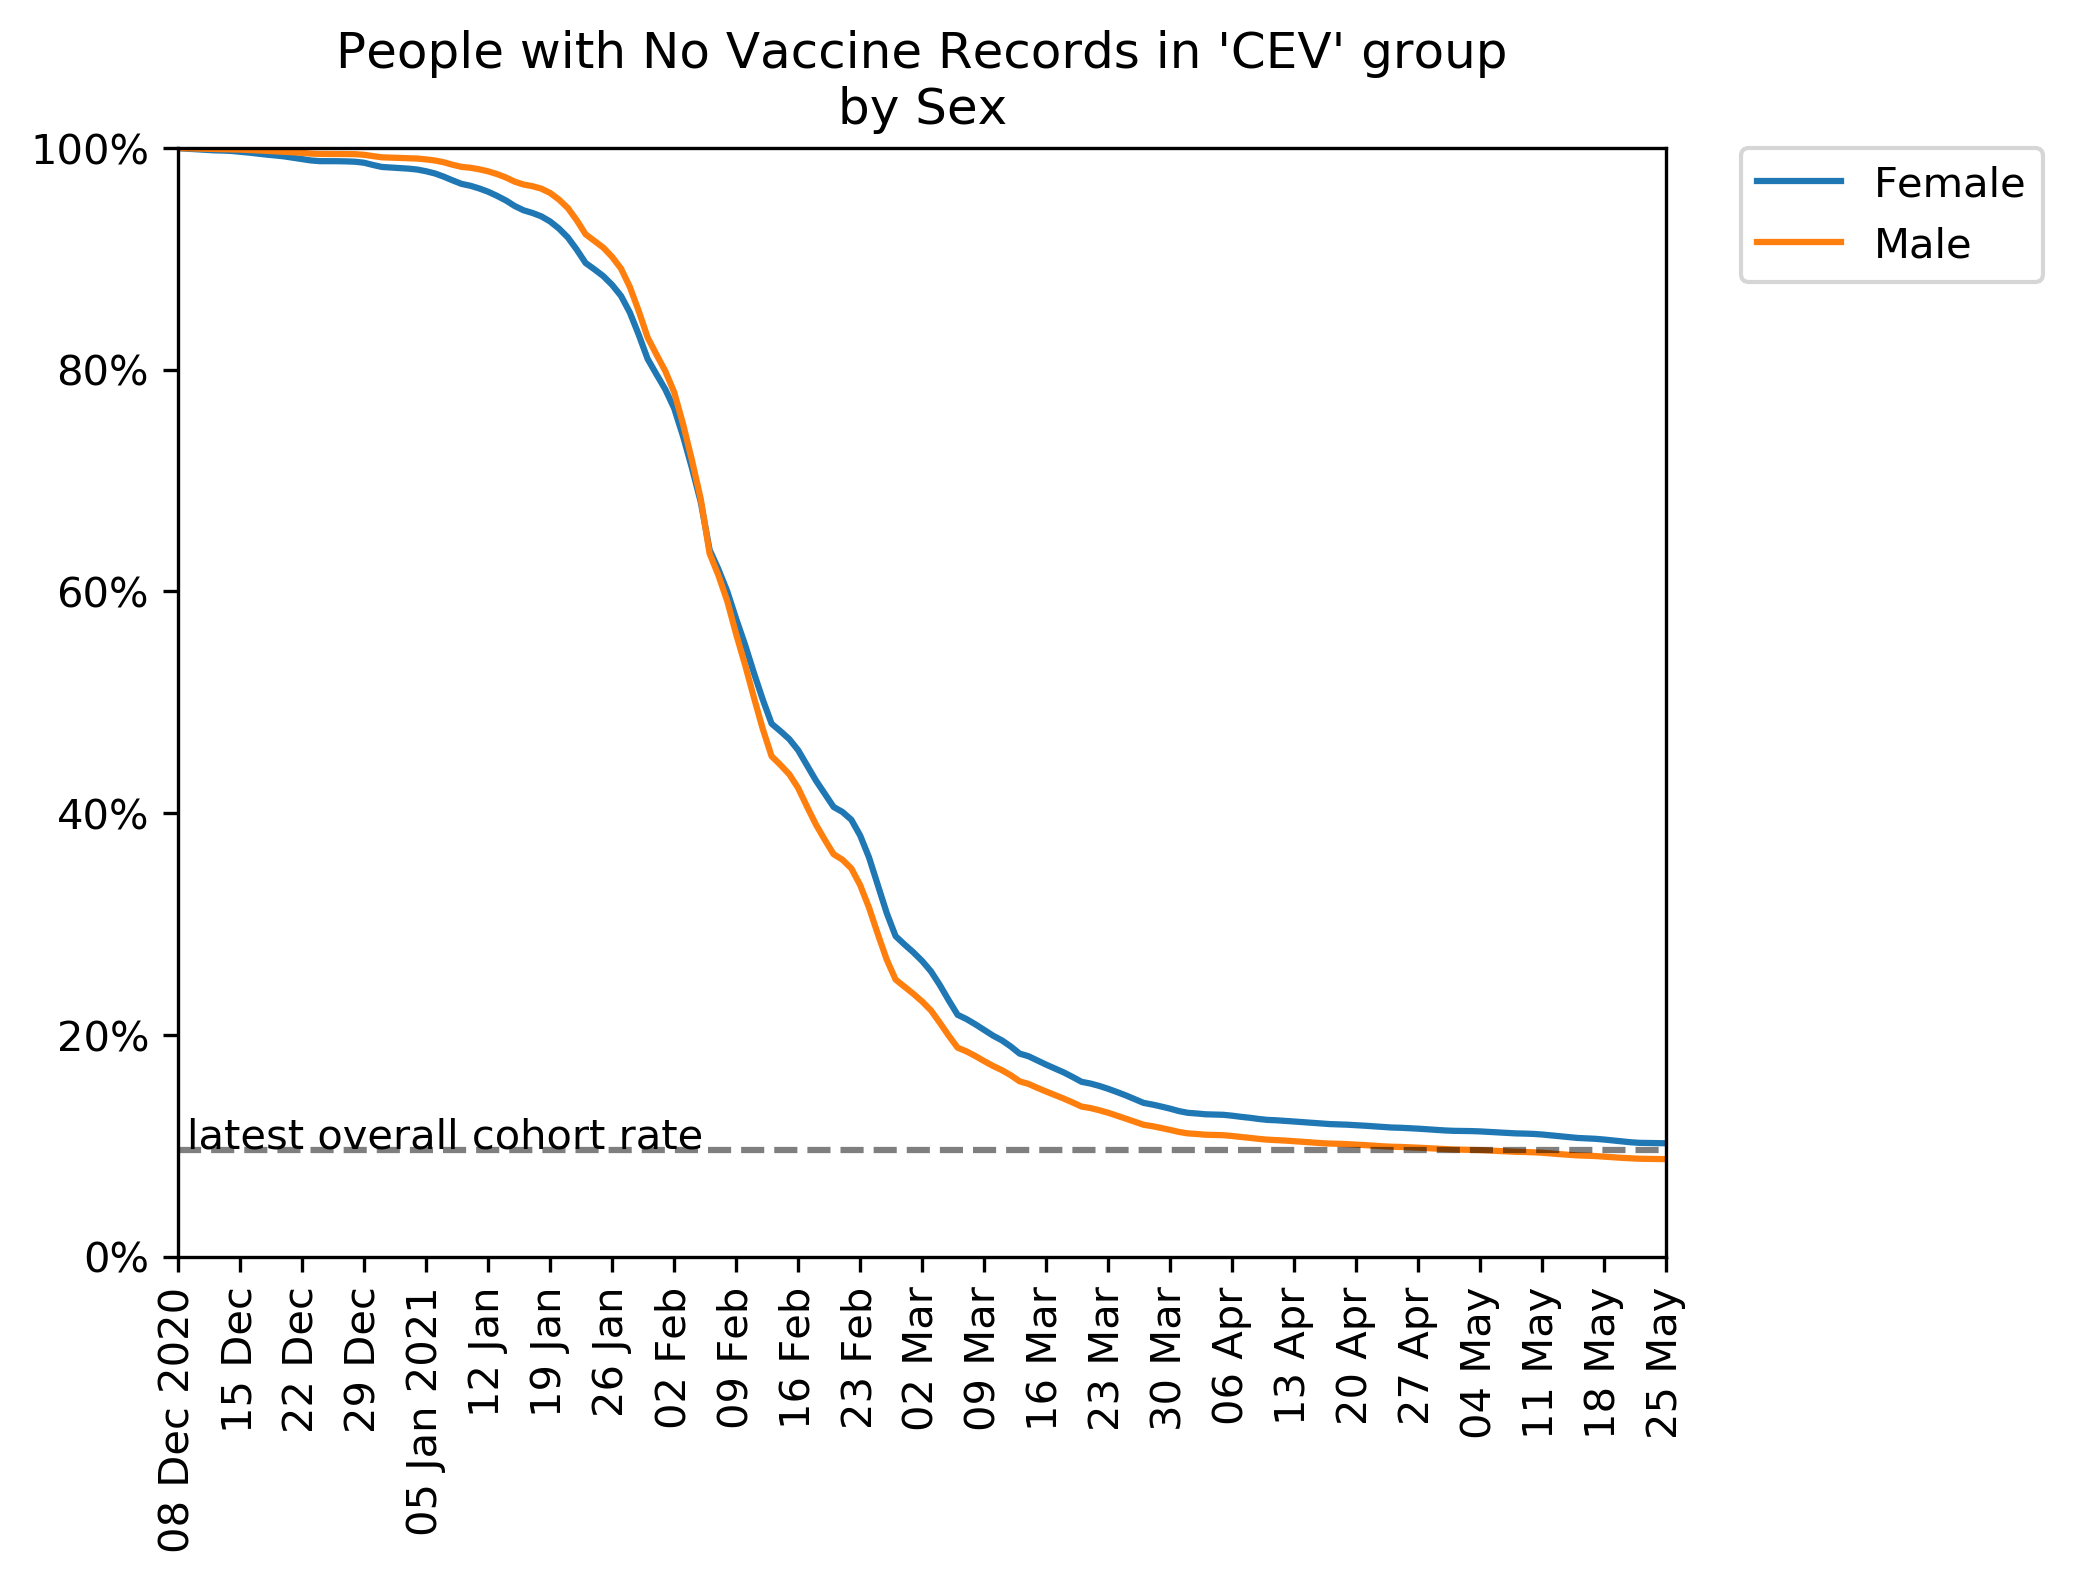 People with No Vaccine Records in 'CEV' group
by Sex
100%
80%
60%
40%
20%
0%
Female
Male
latest overall cohort rate
08 Dec 2020
15 Dec
22 Dec
29 Dec
05 Jan 2021
12 Jan
19 Jan
26 Jan
02 Feb
09 Feb
16 Feb
23 Feb
02 Mar
09 Mar
16 Mar
23 Mar
30 Mar
06 Apr
13 Apr
20 Apr
27 Apr
04 May
11 May
18 May
25 May